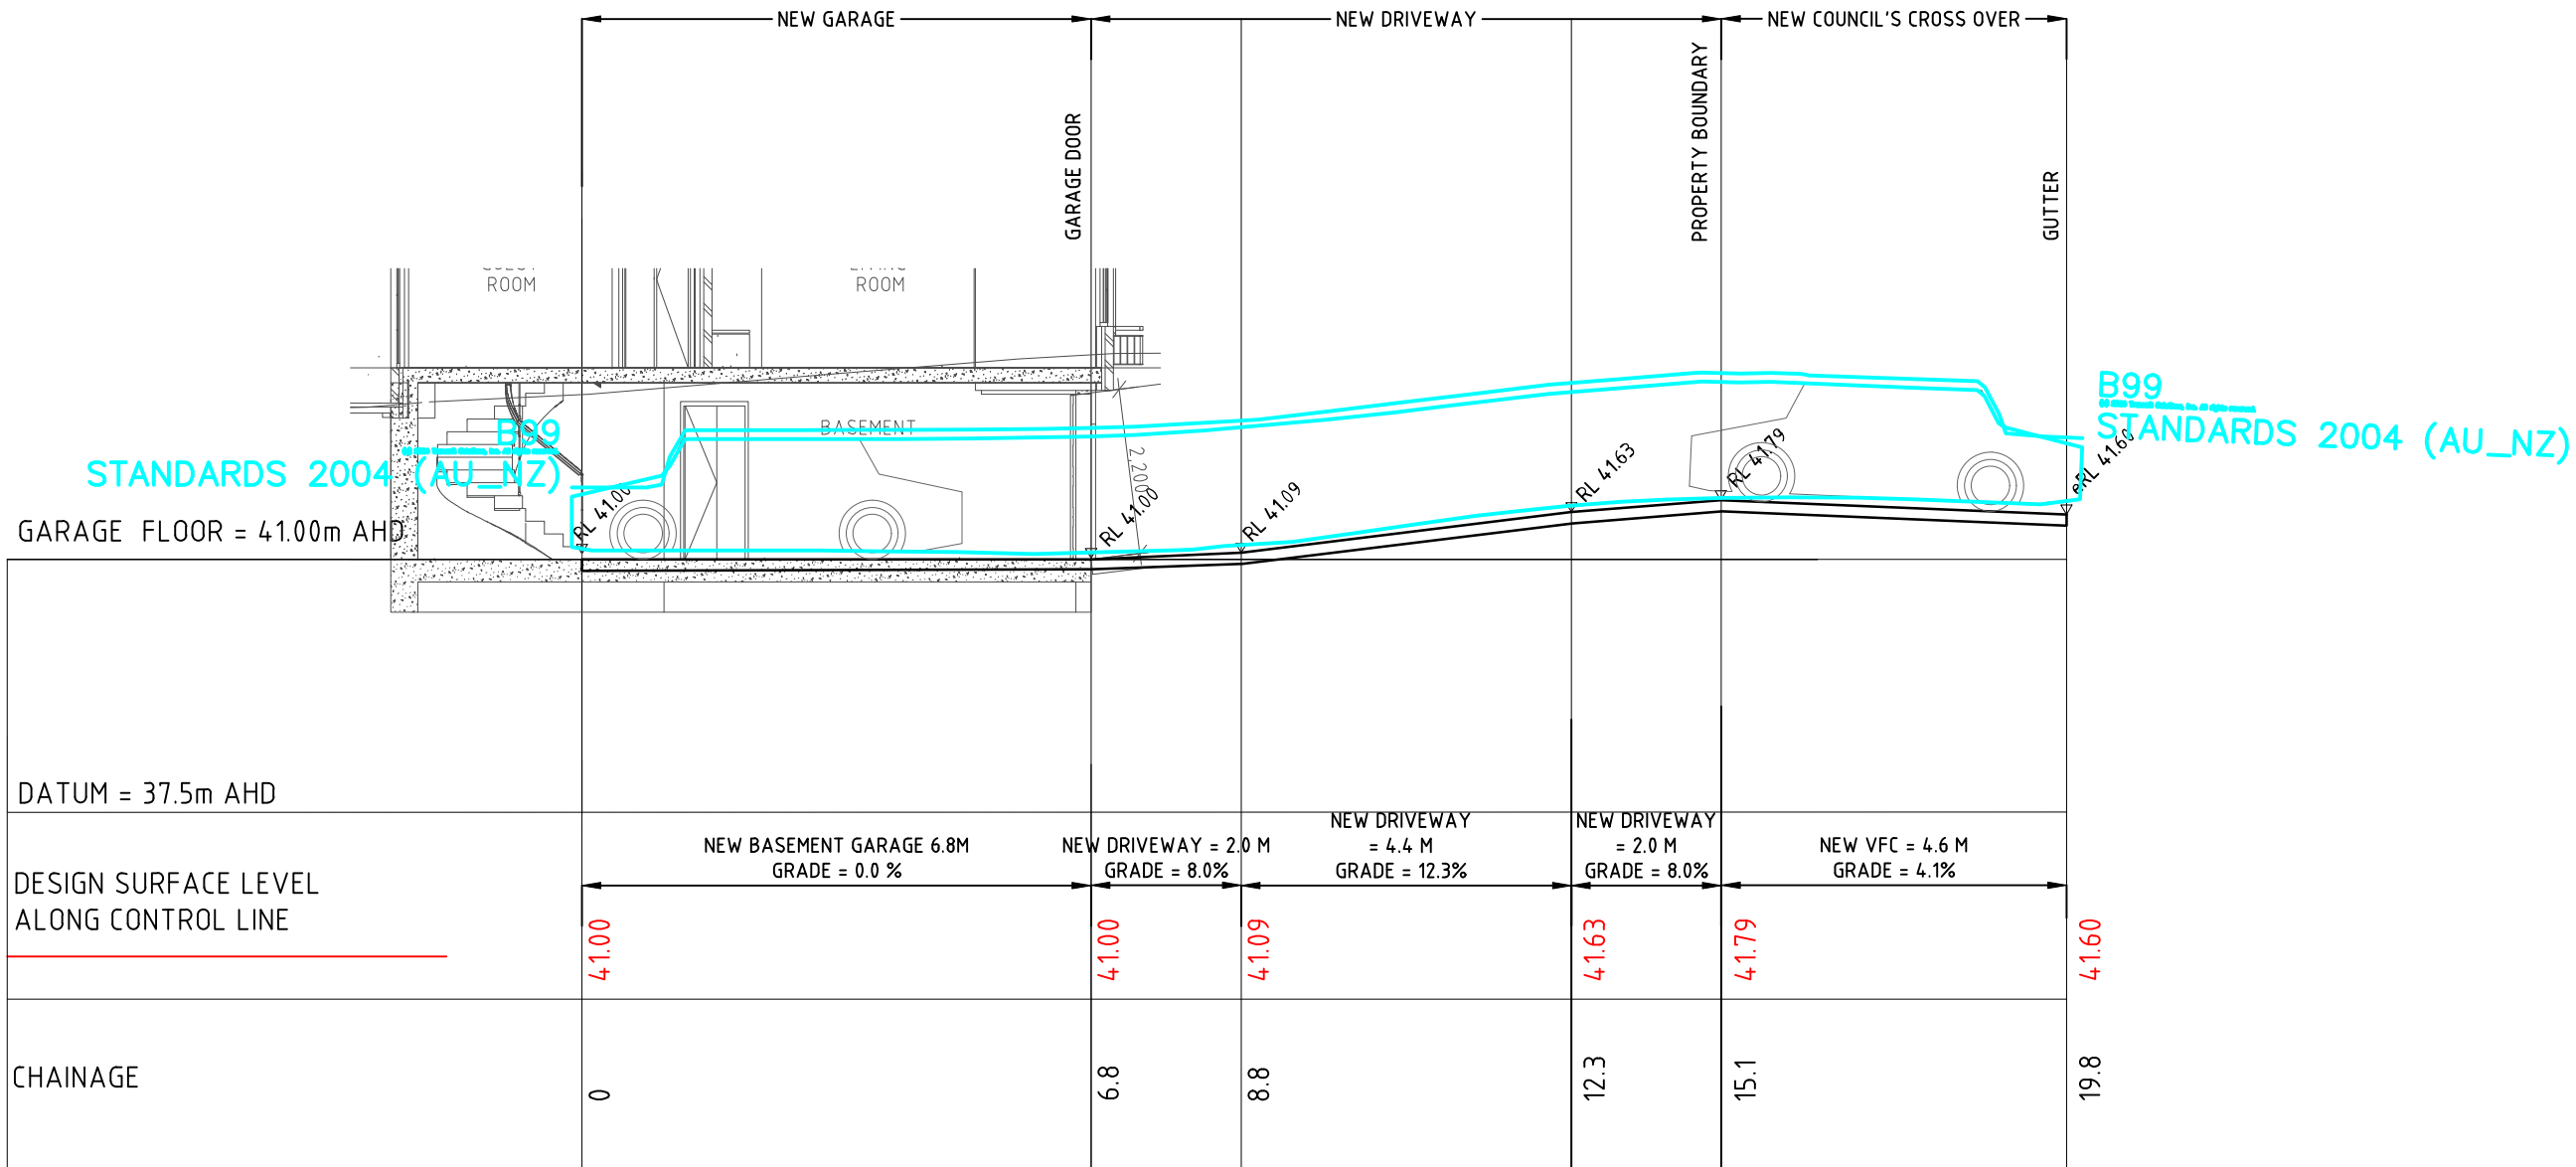 NEW GARAGE
NEW DRIVEWAY
NEW COUNCIL'S CROSS OVER
GARAGE DOOR
PROPERTY BOUNDARY
GUTTER
ROOM
ROOM
BASEMENT
B99
STANDARDS 2004 (AU_NZ)
B99
STANDARDS 2004 (AU_NZ)
2,200
RL 41.00
RL 41.00
RL 41.09
RL 41.63
RL 41.79
RL 41.60
GARAGE FLOOR = 41.00m AHD
DATUM = 37.5m AHD
NEW BASEMENT GARAGE 6.8M
GRADE = 0.0 %
NEW DRIVEWAY = 2.0 M
GRADE = 8.0%
NEW DRIVEWAY
= 4.4 M
GRADE = 12.3%
NEW DRIVEWAY
= 2.0 M
GRADE = 8.0%
NEW VFC = 4.6 M
GRADE = 4.1%
DESIGN SURFACE LEVEL
ALONG CONTROL LINE
41.00
41.00
41.09
41.63
41.79
41.60
CHAINAGE
0
6.8
8.8
12.3
15.1
19.8